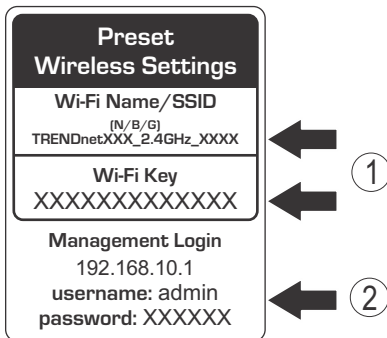 Preset
Wireless Settings
Wi-Fi Name/SSID
(N/B/G)
TRENDnetXXX_2.4GHz_XXXX
Wi-Fi Key
XXXXXXXXXXXXX
1
Management Login
192.168.10.1
username: admin
password: XXXXXX
2